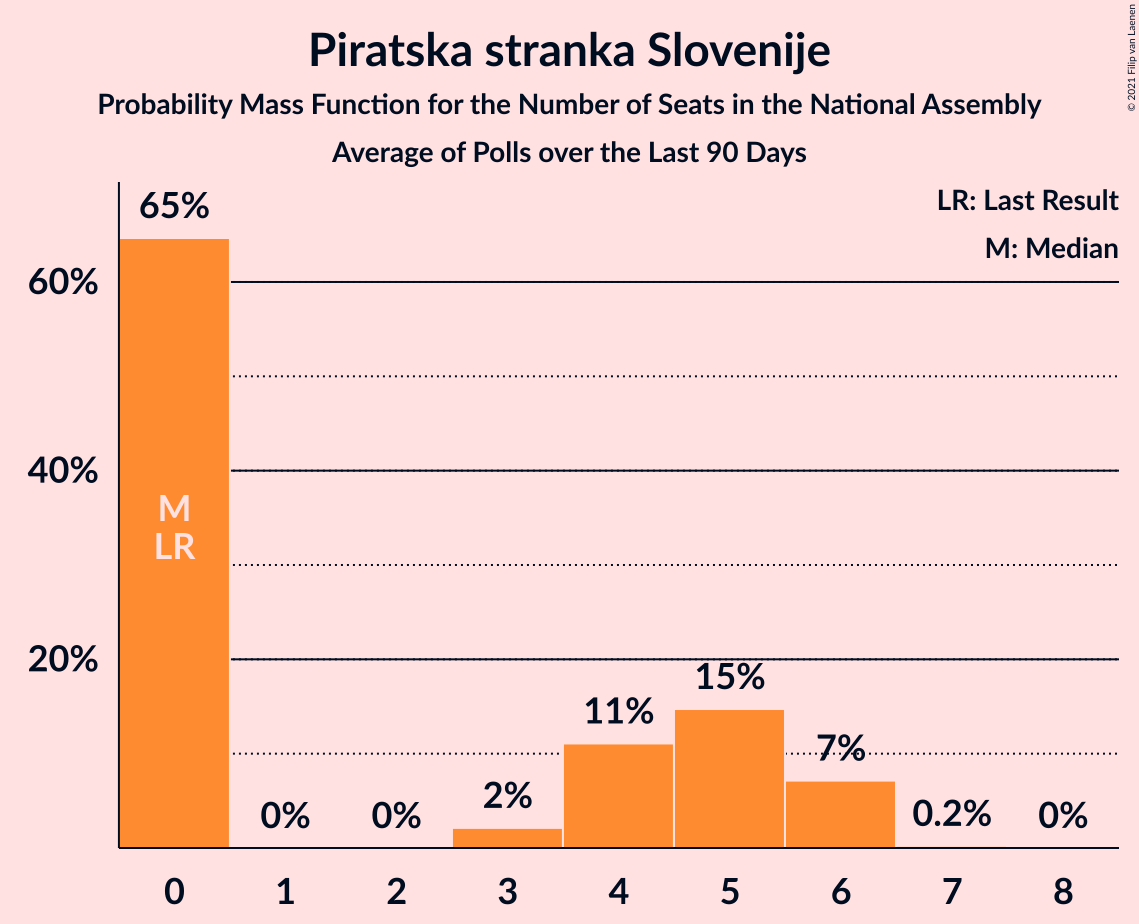 Piratska stranka Slovenije
Probability Mass Function for the Number of Seats in the National Assembly
Average of Polls over the Last 90 Days
© 2021 Filip van Laenen
LR: Last Result
M: Median
65%
60%
40%
M
LR
20%
15%
11%
7%
2%
0%
0%
0.2%
0%
0 1 2 3 4 5 6 7 8